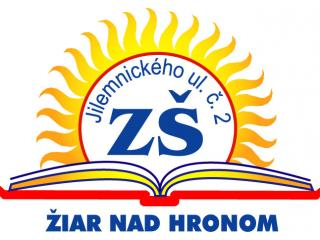 Jilemnického ul. č. 2
ZŠ
ŽIAR NAD HRONOM